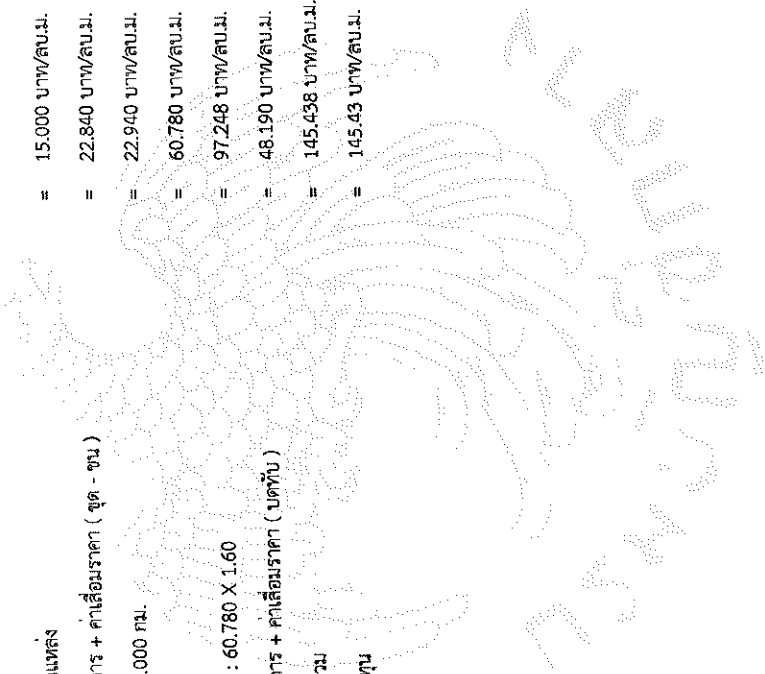 าแหล่ง = 15.000 บาท/ลบ.ม.
การ + ค่าเสื่อมราคา ( ขุด - ขน ) = 22.840 บาท/ลบ.ม.
.000 กม. = 22.940 บาท/ลบ.ม.
= 60.780 บาท/ลบ.ม.
: 60.780 X 1.60 = 97.248 บาท/ลบ.ม.
การ + ค่าเสื่อมราคา ( บดทับ ) = 48.190 บาท/ลบ.ม.
วม = 145.438 บาท/ลบ.ม.
ทุน = 145.43 บาท/ลบ.ม.